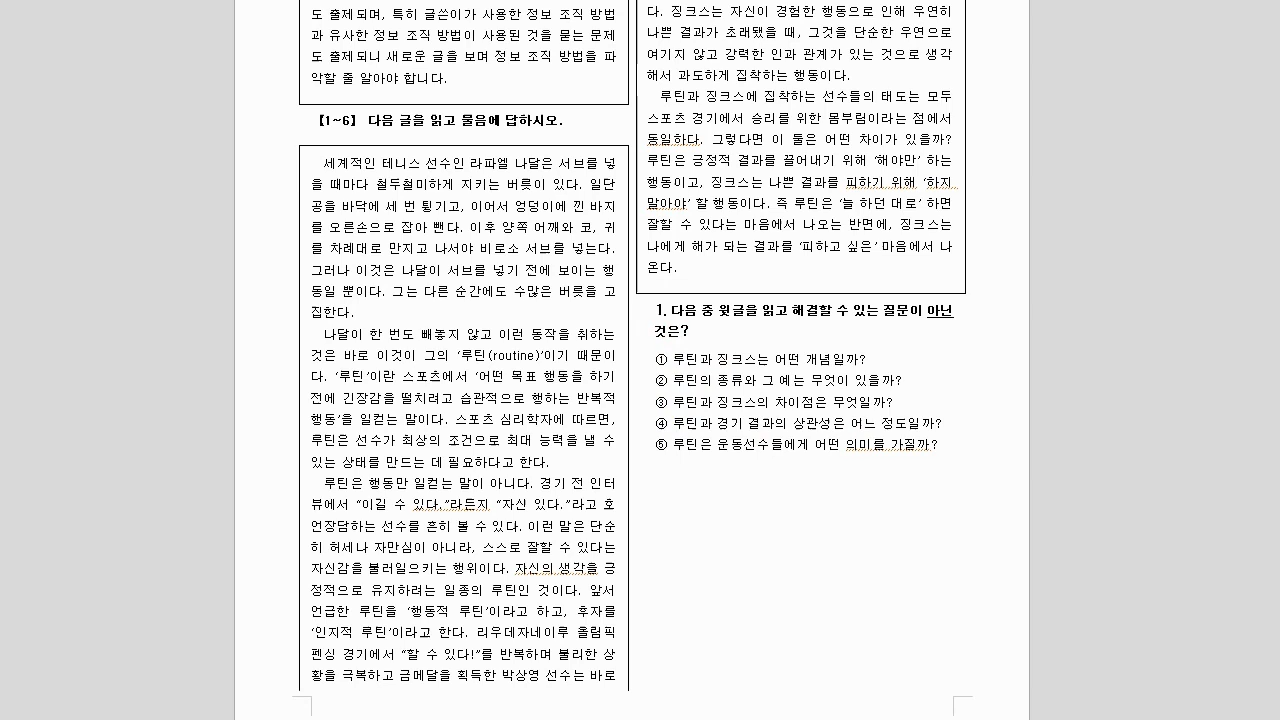 도 출제되며, 특히 글쓴이가 사용한 정보 조직 방법
과 유사한 정보 조직 방법이 사용된 것을 묻는 문제
도 출제되니 새로운 글을 보며 정보 조직 방법을 파
악할 줄 알아야 합니다.
【1~6】 다음 글을 읽고 물음에 답하시오.
세계적인 테니스 선수인 라파엘 나달은 서브를 넣
을 때마다 철두철미하게 지키는 버릇이 있다. 일단
공을 바닥에 세 번 튕기고, 이어서 엉덩이에 낀 바지
를 오른손으로 잡아 뺀다. 이후 양쪽 어깨와 코, 귀
를 차례대로 만지고 나서야 비로소 서브를 넣는다.
그러나 이것은 나달이 서브를 넣기 전에 보이는 행
동일 뿐이다. 그는 다른 순간에도 수많은 버릇을 고
집한다.
나달이 한 번도 빼놓지 않고 이런 동작을 취하는
것은 바로 이것이 그의 ‘루틴(routine)’이기 때문이
다. ‘루틴’이란 스포츠에서 ‘어떤 목표 행동을 하기
전에 긴장감을 떨치려고 습관적으로 행하는 반복적
행동’을 일컫는 말이다. 스포츠 심리학자에 따르면,
루틴은 선수가 최상의 조건으로 최대 능력을 낼 수
있는 상태를 만드는 데 필요하다고 한다.
루틴은 행동만 일컫는 말이 아니다. 경기 전 인터
뷰에서 “이길 수 있다.”라든지 “자신 있다.”라고 호
언장담하는 선수를 흔히 볼 수 있다. 이런 말은 단순
히 허세나 자만심이 아니라, 스스로 잘할 수 있다는
자신감을 불러일으키는 행위이다. 자신의 생각을 긍
정적으로 유지하려는 일종의 루틴인 것이다. 앞서
언급한 루틴을 ‘행동적 루틴’이라고 하고, 후자를
‘인지적 루틴’이라고 한다. 리우데자네이루 올림픽
펜싱 경기에서 “할 수 있다!”를 반복하며 불리한 상
황을 극복하고 금메달을 획득한 박상영 선수는 바로
다. 징크스는 자신이 경험한 행동으로 인해 우연히
나쁜 결과가 초래됐을 때, 그것을 단순한 우연으로
여기지 않고 강력한 인과 관계가 있는 것으로 생각
해서 과도하게 집착하는 행동이다.
루틴과 징크스에 집착하는 선수들의 태도는 모두
스포츠 경기에서 승리를 위한 몸부림이라는 점에서
동일하다. 그렇다면 이 둘은 어떤 차이가 있을까?
루틴은 긍정적 결과를 끌어내기 위해 ‘해야만’ 하는
행동이고, 징크스는 나쁜 결과를 피하기 위해 ‘하지
말아야’ 할 행동이다. 즉 루틴은 ‘늘 하던 대로’ 하면
잘할 수 있다는 마음에서 나오는 반면에, 징크스는
나에게 해가 되는 결과를 ‘피하고 싶은’ 마음에서 나
온다.
1. 다음 중 윗글을 읽고 해결할 수 있는 질문이 아닌
것은?
① 루틴과 징크스는 어떤 개념일까?
② 루틴의 종류와 그 예는 무엇이 있을까?
③ 루틴과 징크스의 차이점은 무엇일까?
④ 루틴과 경기 결과의 상관성은 어느 정도일까?
⑤ 루틴은 운동선수들에게 어떤 의미를 가질까?